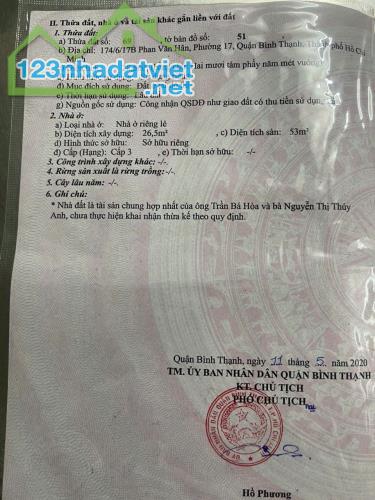 II. Thửa đất, nhà ở và tài sản khác gắn liền với đất
1. Thửa đất:
a) Thửa đất số: 69 tờ bản đồ số: 51
b) Địa chỉ: 174/6/17B Phan Văn Hân, Phường 17, Quận Bình Thạnh, Thành phố Hồ Chí
Minh
hai mươi tám phẩy năm mét vuông)
123nhadatviet
.net
d) Mục đích sử dụng: Đất
e) Thời hạn sử dụng:
g) Nguồn gốc sử dụng: Công nhận QSDĐ như giao đất có thu tiền sử dụng
2. Nhà ở:
a) Loại nhà ở: Nhà ở riêng lẻ
b) Diện tích xây dựng: 26,5m² , c) Diện tích sàn: 53m²
d) Hình thức sở hữu: Sở hữu riêng
đ) Cấp (Hạng): Cấp 3 e) Thời hạn sở hữu: -/-
3. Công trình xây dựng khác: -/-.
4. Rừng sản xuất là rừng trồng: -/-.
5. Cây lâu năm: -/-.
6. Ghi chú:
* Nhà đất là tài sản chung hợp nhất của ông Trần Bá Hòa và bà Nguyễn Thị Thúy
Anh, chưa thực hiện khai nhận thừa kế theo quy định.
Quận Bình Thạnh, ngày 11 tháng 5. năm 2020
TM. ỦY BAN NHÂN DÂN QUẬN BÌNH THẠNH
KT. CHỦ TỊCH
PHÓ CHỦ TỊCH
Hồ Phương